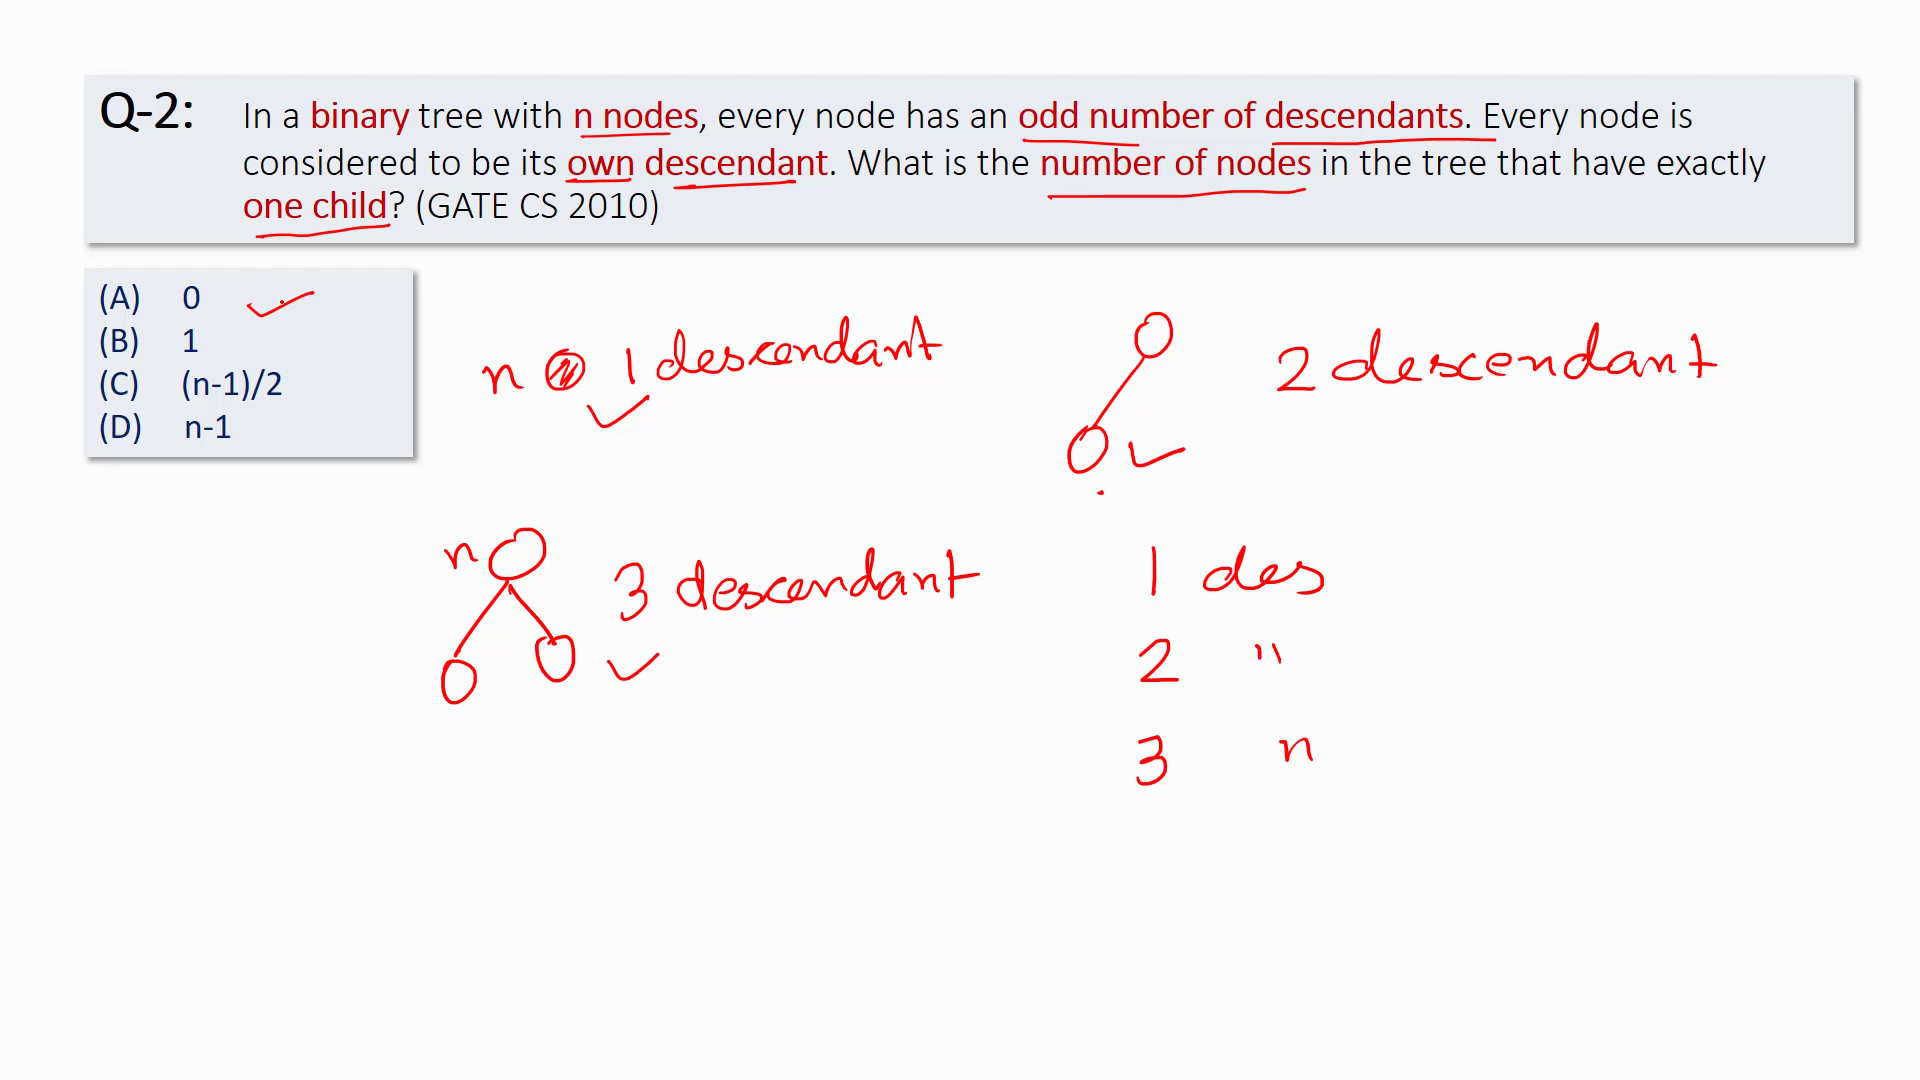 Q-2: In a binary tree with n nodes, every node has an odd number of descendants. Every node is
considered to be its own descendant. What is the number of nodes in the tree that have exactly
one child? (GATE CS 2010)
(A) 0
(B) 1
(C) (n-1)/2
(D) n-1
n 1 descendant
2 descendant
n 3 descendant
1 des
2 "
3 n